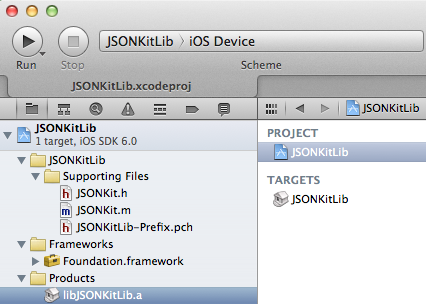 JSONKitLib iOS Device
Run Stop Scheme
JSONKitLib.xcodeproj
JSONKitLib
JSONKitLib
1 target, iOS SDK 6.0
JSONKitLib
Supporting Files
JSONKit.h
JSONKit.m
JSONKitLib-Prefix.pch
Frameworks
Foundation.framework
Products
libJSONKitLib.a
PROJECT
JSONKitLib
TARGETS
JSONKitLib